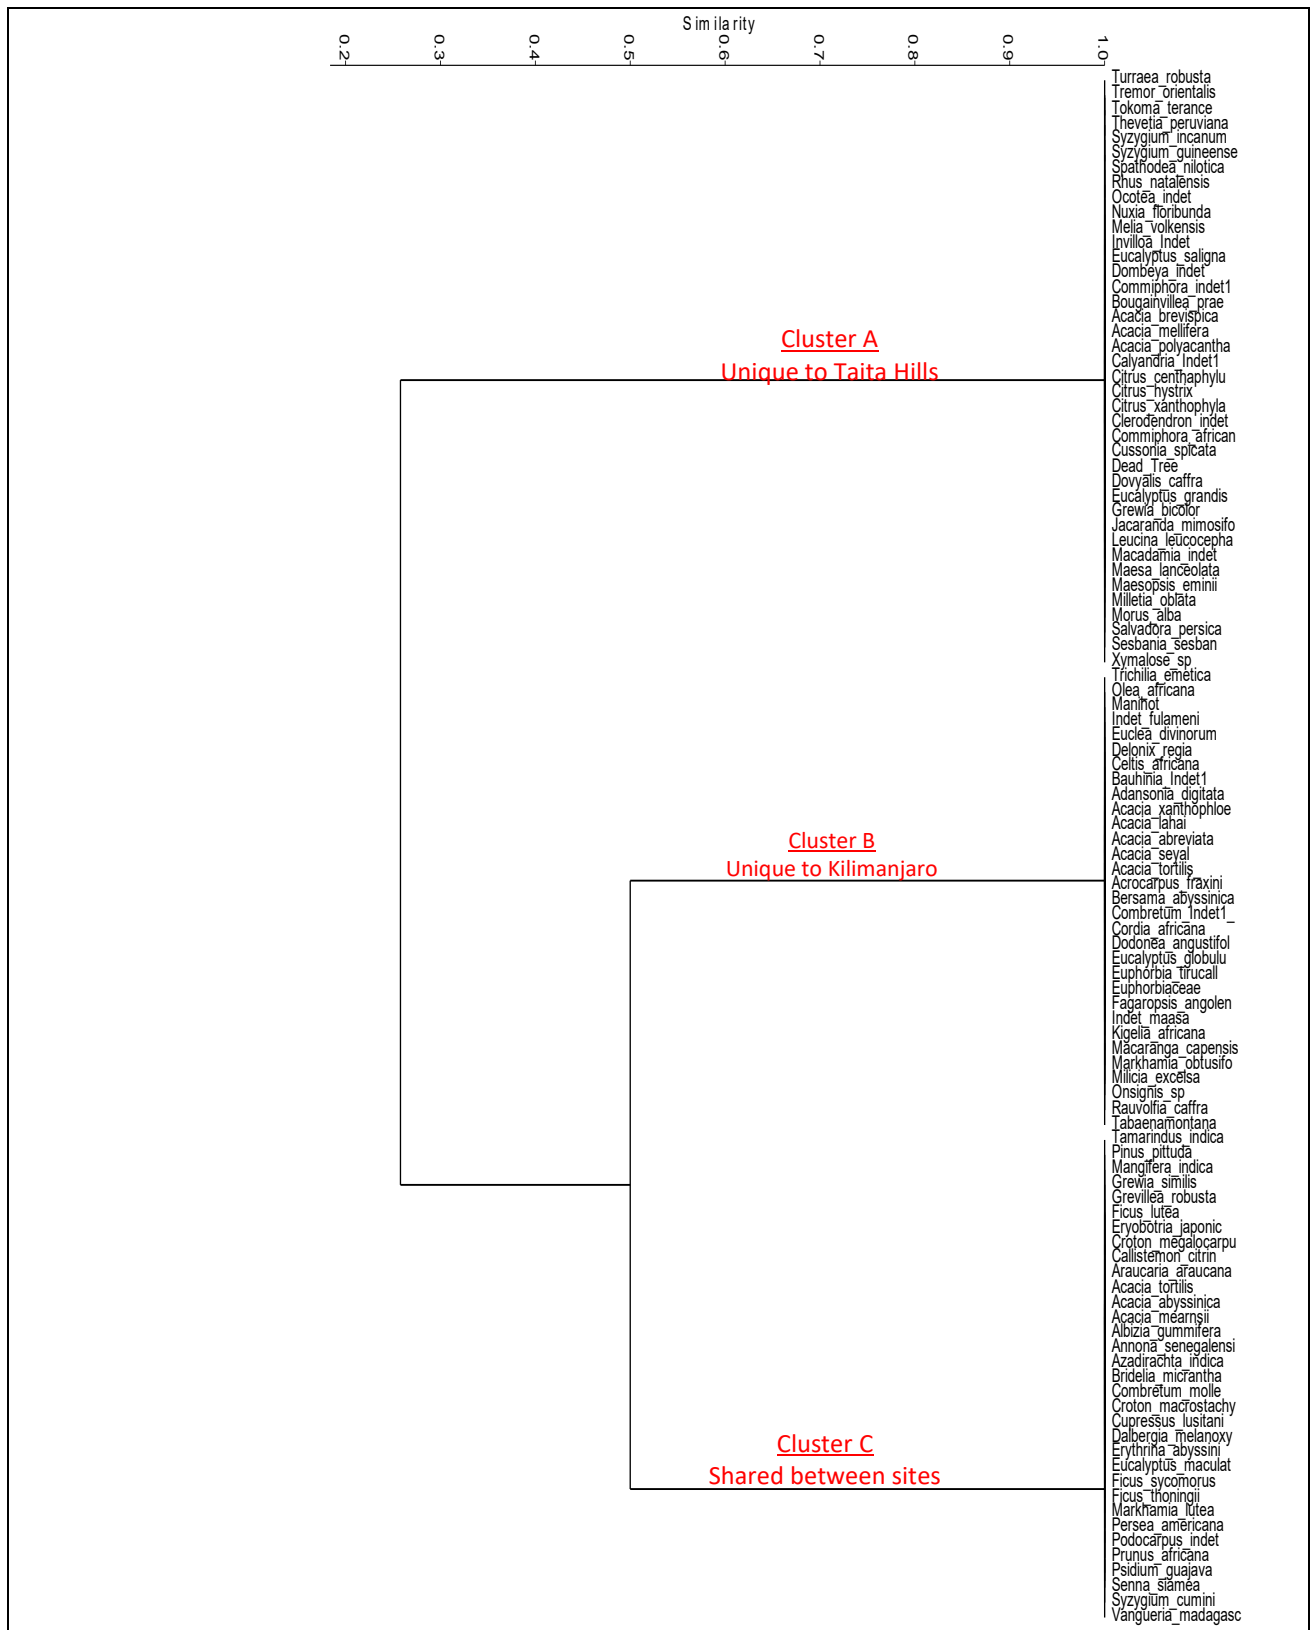 Similarity
0.2
0.3
0.4
0.5
0.6
0.7
0.8
0.9
1.0
Turraea_robusta
Tremor_orientalis
Tokoma_terance
Thevetia_peruviana
Syzygium_incanum
Syzygium_guineense
Spathodea_nilotica
Rhus_natalensis
Ocotea_indet
Nuxia_floribunda
Melia_volkensis
Invilloa_Indet
Eucalyptus_saligna
Dombeya_indet
Commiphora_indet1
Bougainvillea_prae
Acacia_brevispica
Acacia_mellifera
Acacia_polyacantha
Calyandria_Indet1
Citrus_centhaphylu
Citrus_hystrix
Citrus_xanthophyla
Clerodendron_indet
Commiphora_african
Cussonia_spicata
Dead_Tree
Dovyalis_caffra
Eucalyptus_grandis
Grewia_bicolor
Jacaranda_mimosifo
Leucina_leucocepha
Macadamia_indet
Maesa_lanceolata
Maesopsis_eminii
Milletia_oblata
Morus_alba
Salvadora_persica
Sesbania_sesban
Xymalose_sp
Cluster A
Unique to Taita Hills
Trichilia_emetica
Olea_africana
Manihot
Indet_fulameni
Euclea_divinorum
Delonix_regia
Celtis_africana
Bauhinia_Indet1
Adansonia_digitata
Acacia_xanthophloe
Acacia_lahai
Acacia_abreviata
Acacia_seyal
Acacia_tortilis_
Acrocarpus_fraxini
Bersama_abyssinica
Combretum_Indet1_
Cordia_africana
Dodonea_angustifol
Eucalyptus_globulu
Euphorbia_tirucall
Euphorbiaceae
Fagaropsis_angolen
Indet_maasa
Kigelia_africana
Macaranga_capensis
Markhamia_obtusifo
Milicia_excelsa
Onsignis_sp
Rauvolfia_caffra
Tabaenamontana
Cluster B
Unique to Kilimanjaro
Tamarindus_indica
Pinus_pittuda
Mangifera_indica
Grewia_similis
Grevillea_robusta
Ficus_lutea
Eryobotria_japonic
Croton_megalocarpu
Callistemon_citrin
Araucaria_araucana
Acacia_tortilis
Acacia_abyssinica
Acacia_mearnsii
Albizia_gummifera
Annona_senegalensi
Azadirachta_indica
Bridelia_micrantha
Combretum_molle
Croton_macrostachy
Cupressus_lusitani
Dalbergia_melanoxy
Erythrina_abyssini
Eucalyptus_maculat
Ficus_sycomorus
Ficus_thoningii
Markhamia_lutea
Persea_americana
Podocarpus_indet
Prunus_africana
Psidium_guajava
Senna_siamea
Syzygium_cumini
Vangueria_madagasc
Cluster C
Shared between sites